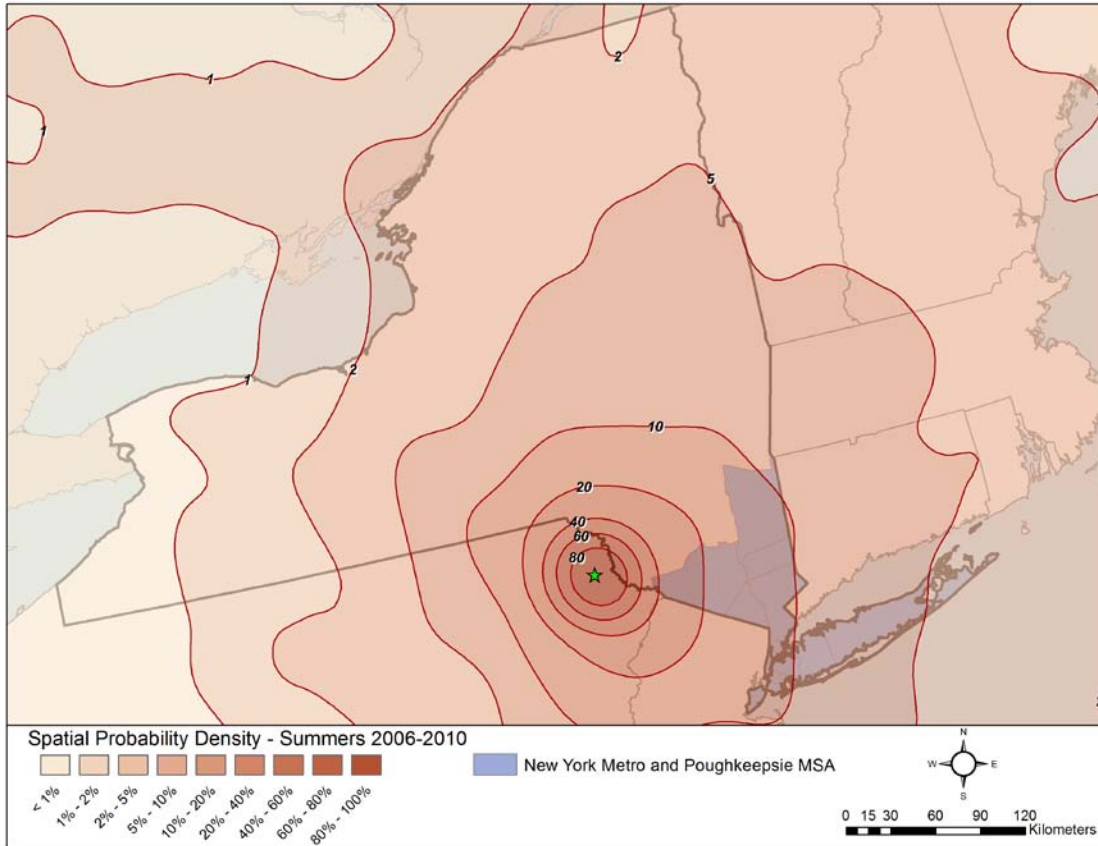 2
1
1
5
1
2
10
20
40
60
80
Spatial Probability Density - Summers 2006-2010
< 1%
1% - 2%
2% - 5%
5% - 10%
10% - 20%
20% - 40%
40% - 60%
60% - 80%
80% - 100%
New York Metro and Poughkeepsie MSA
N
W E
S
0 15 30 60 90 120
Kilometers